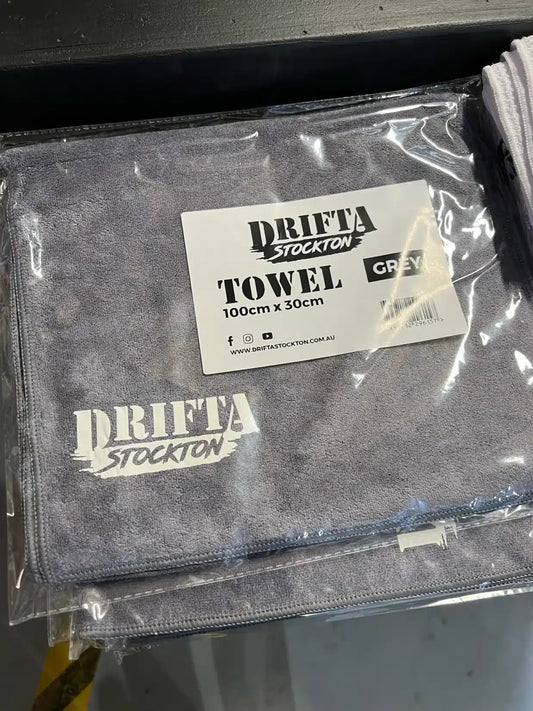 DRIFTA
STOCKTON
TOWEL
GREY
100cm x 30cm
WWW.DRIFTASTOCKTON.COM.AU
DRIFTA
STOCKTON